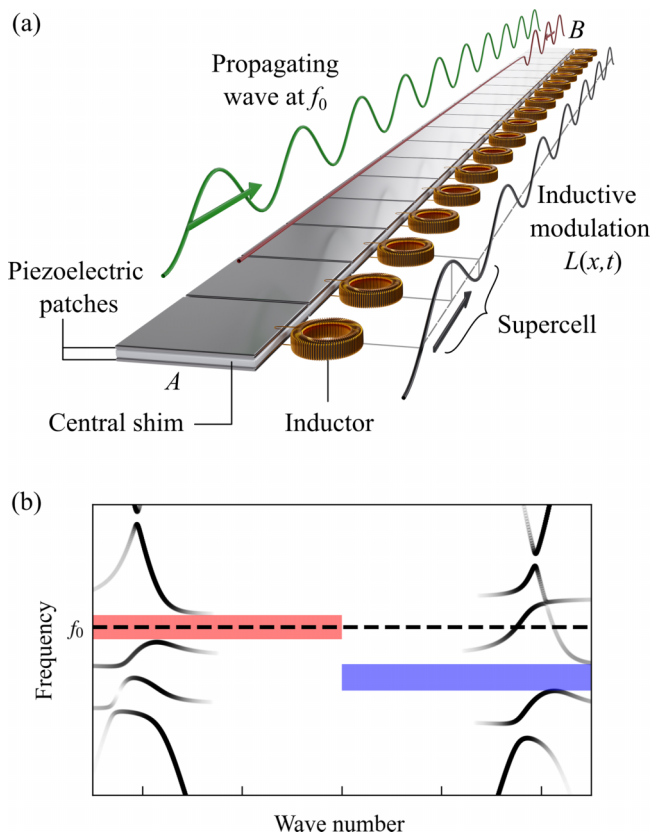 (a)
B
Propagating
wave at f₀
Inductive
modulation
L(x,t)
Piezoelectric
patches
Supercell
A
Central shim
Inductor
(b)
Frequency
f₀
Wave number